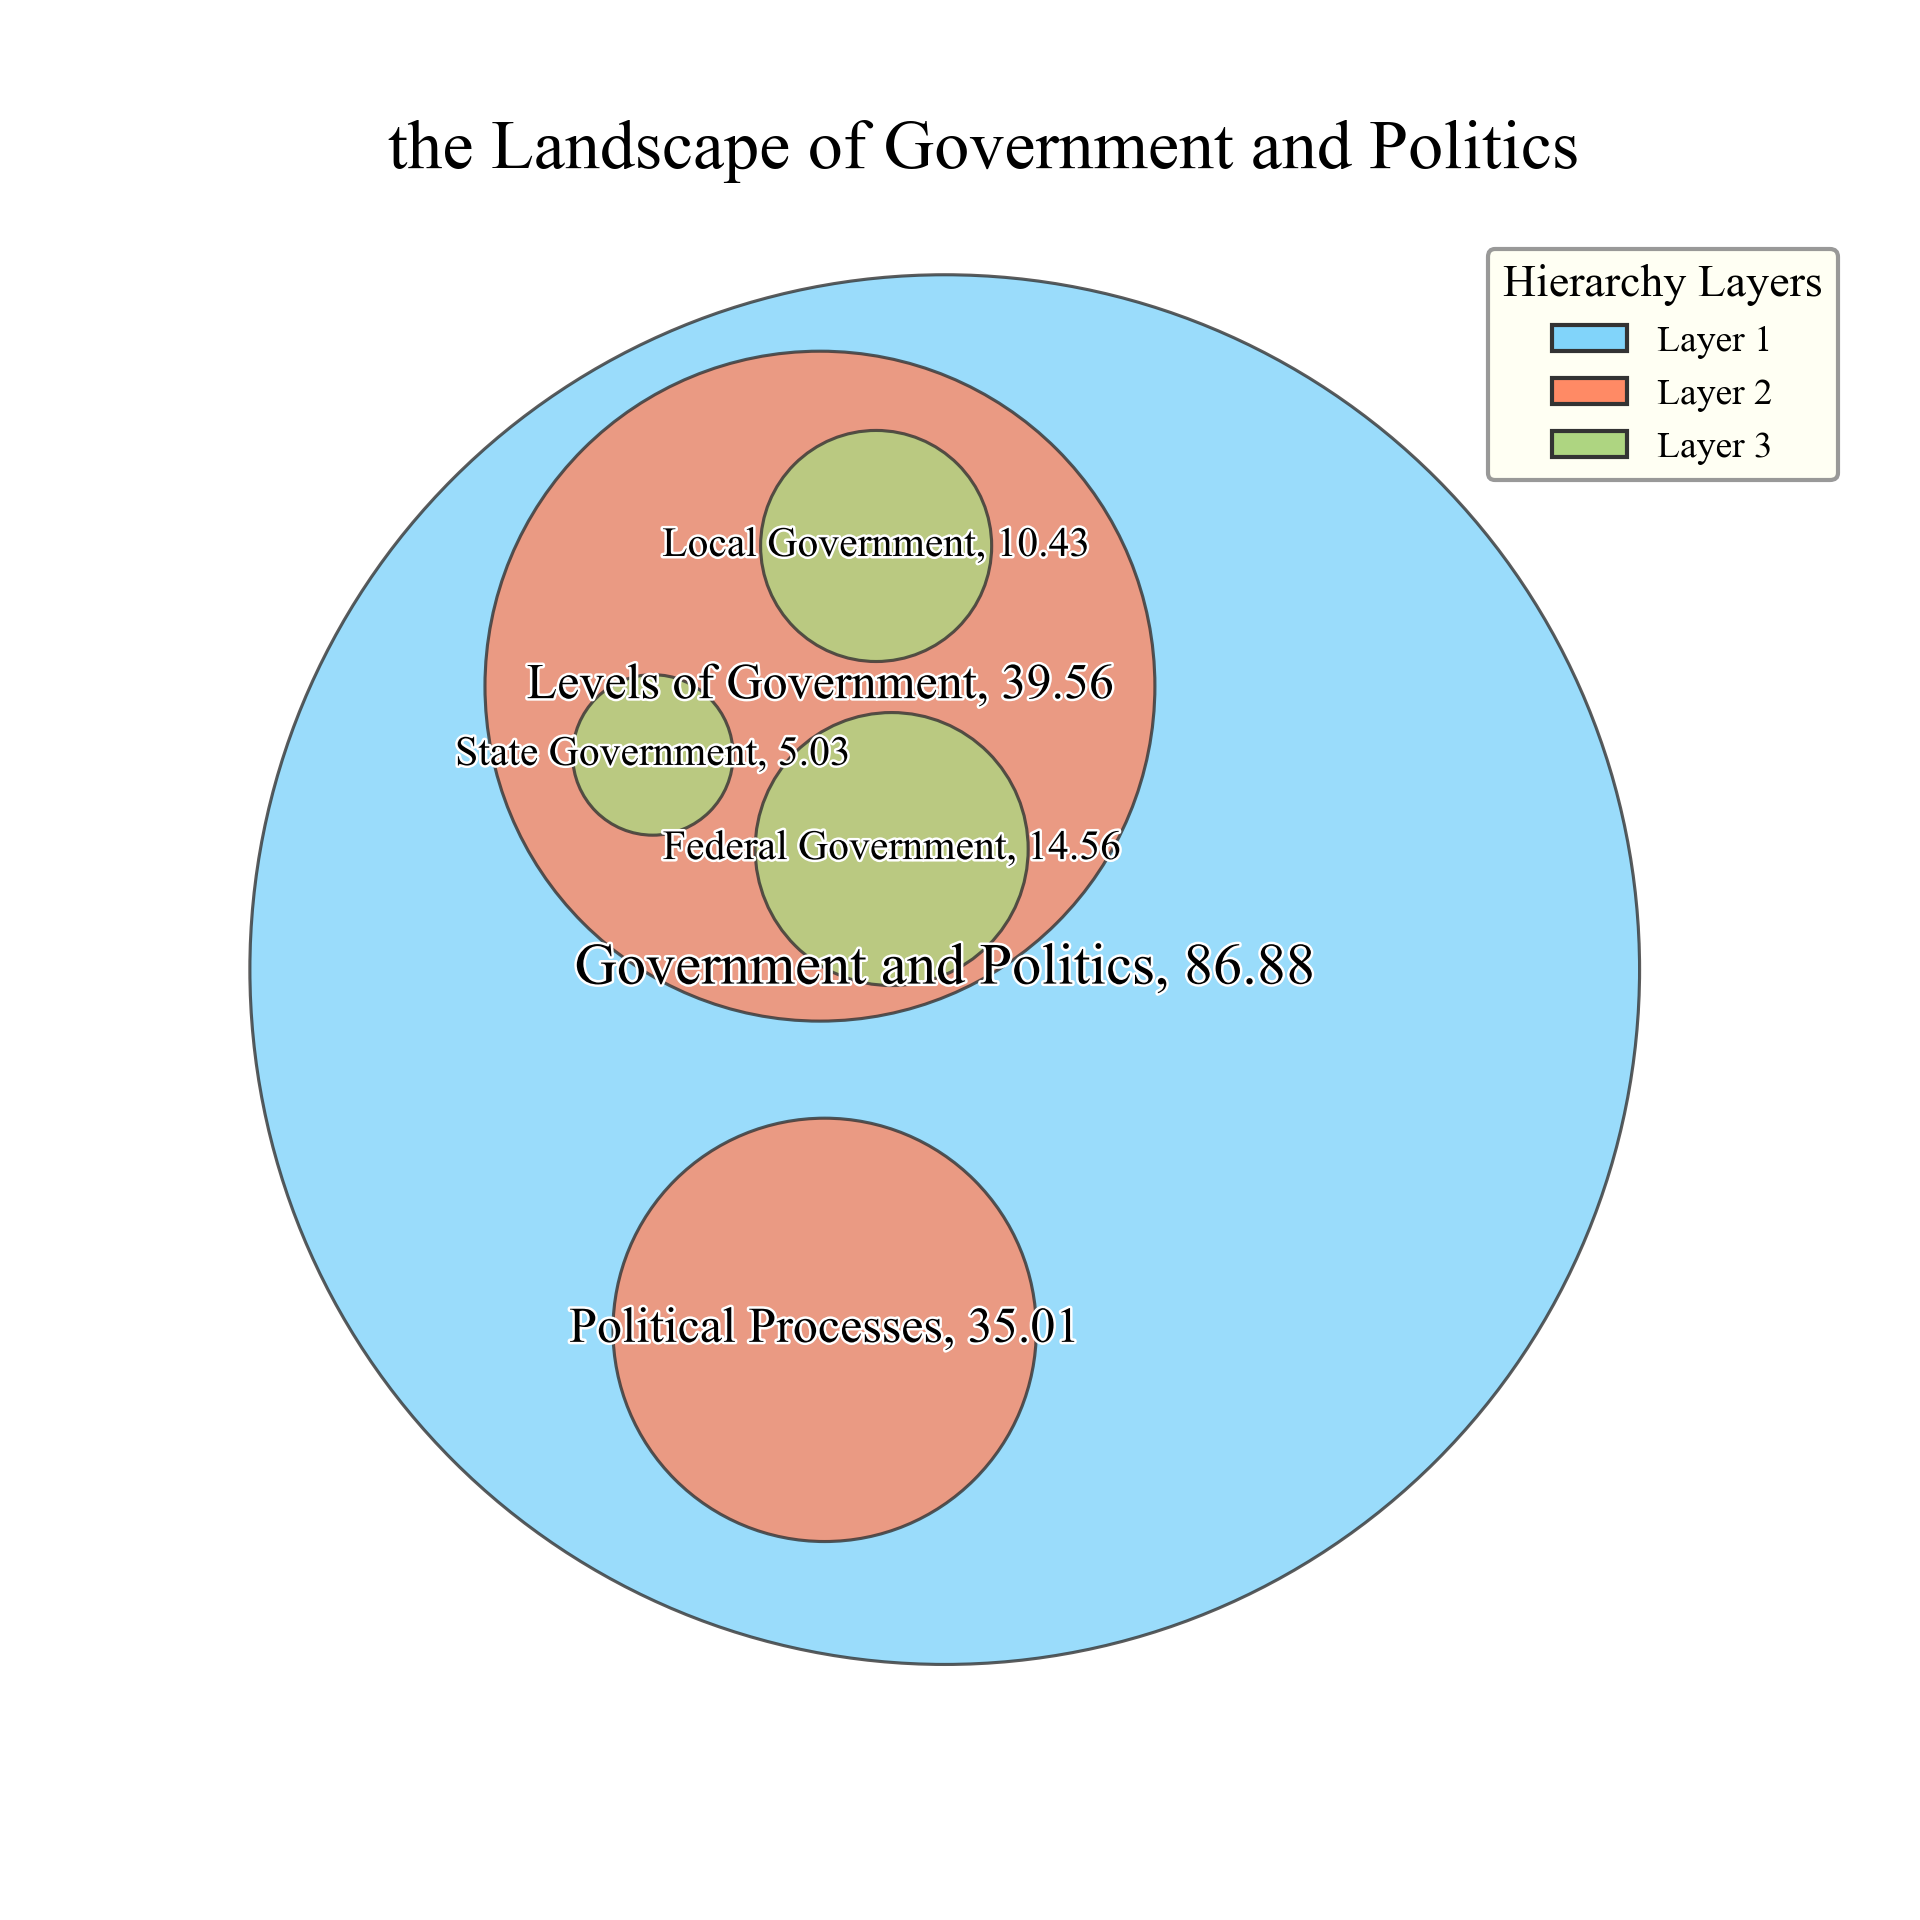 the Landscape of Government and Politics
Hierarchy Layers
Layer 1
Layer 2
Layer 3
Local Government, 10.43
Levels of Government, 39.56
State Government, 5.03
Federal Government, 14.56
Government and Politics, 86.88
Political Processes, 35.01